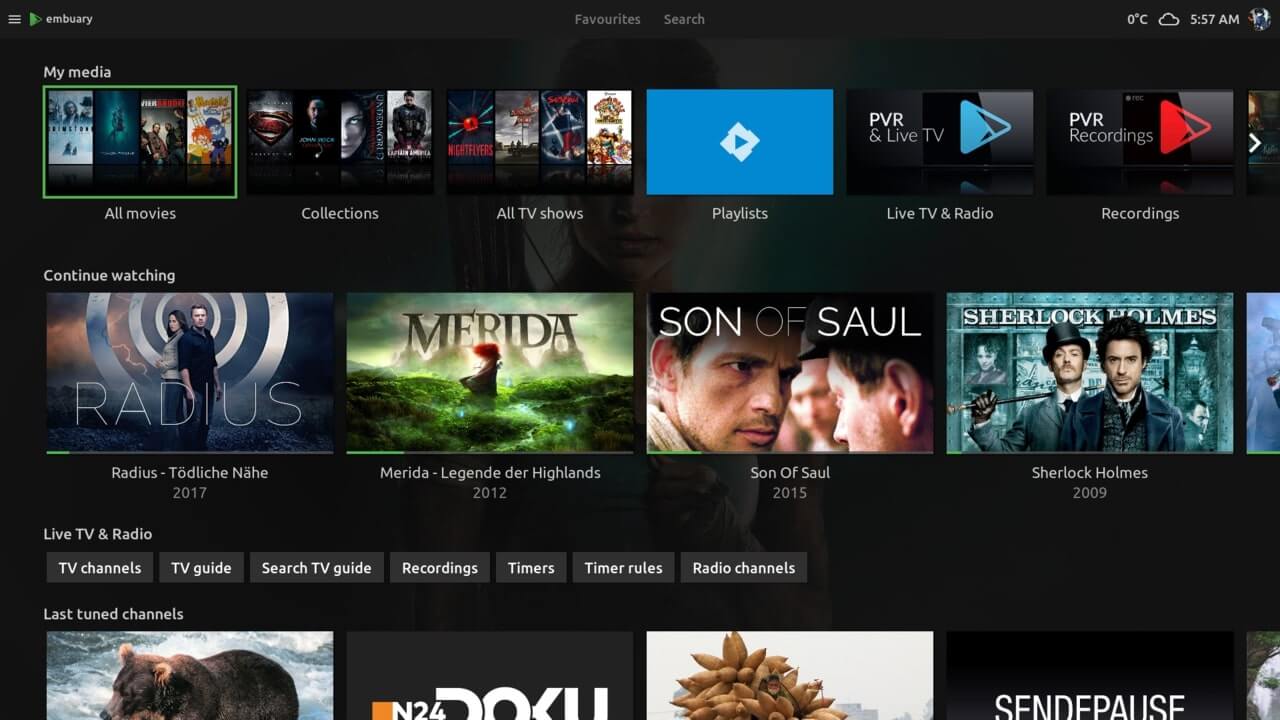 embuary
Favourites
Search
0°C
5:57 AM
My media
NIGHTFLYERS
PVR
& Live TV
rec
PVR
Recordings
All movies
Collections
All TV shows
Playlists
Live TV & Radio
Recordings
Continue watching
RADIUS
MERIDA
SON OF SAUL
SHERLOCK HOLMES
Radius - Tödliche Nähe
2017
Merida - Legende der Highlands
2012
Son Of Saul
2015
Sherlock Holmes
2009
Live TV & Radio
TV channels
TV guide
Search TV guide
Recordings
Timers
Timer rules
Radio channels
Last tuned channels
N24 DOKU
SENDEPAUSE